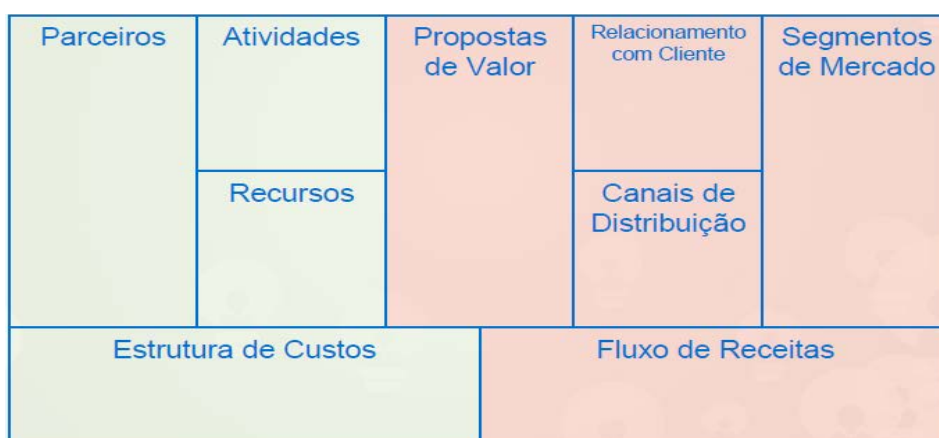 Parceiros
Atividades
Propostas
de Valor
Relacionamento
com Cliente
Segmentos
de Mercado
Recursos
Canais de
Distribuição
Estrutura de Custos
Fluxo de Receitas